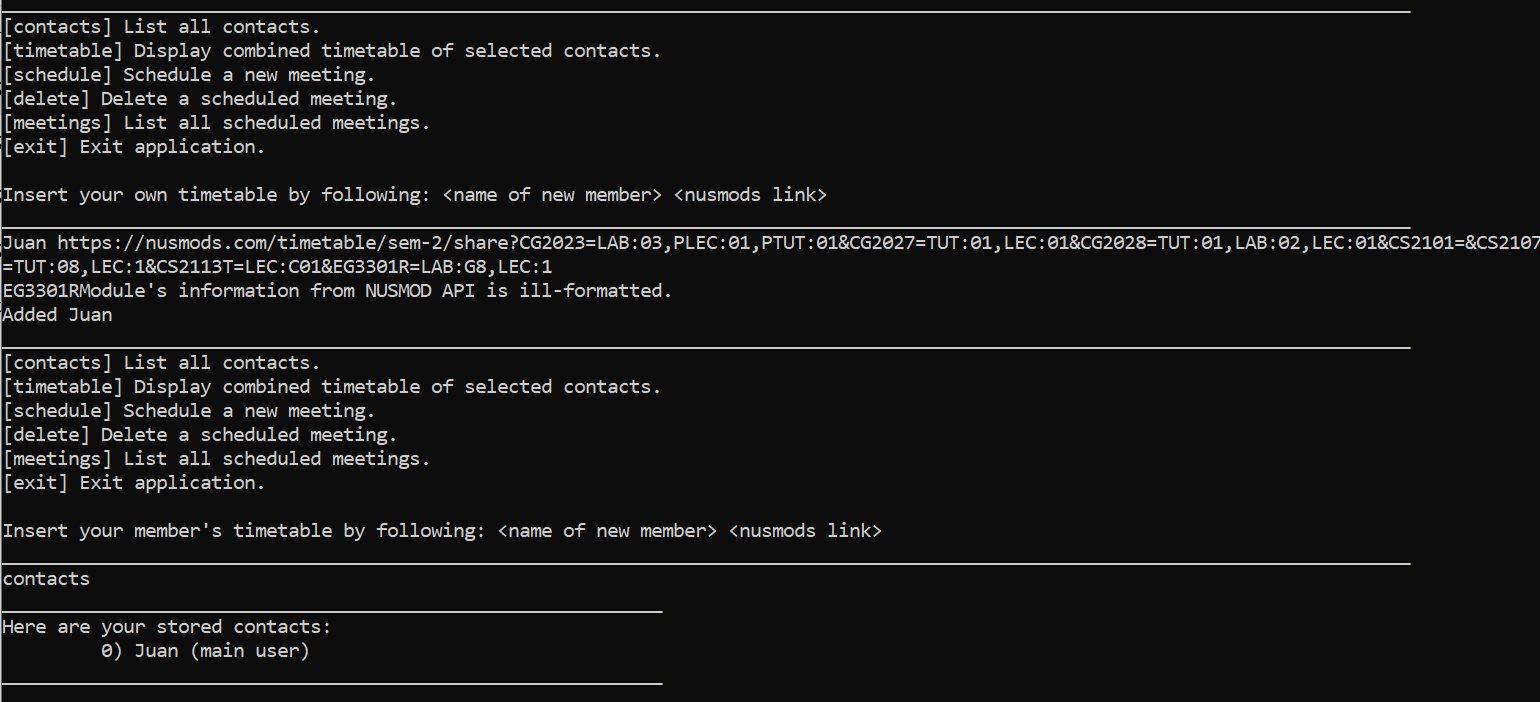 [contacts] List all contacts.
[timetable] Display combined timetable of selected contacts.
[schedule] Schedule a new meeting.
[delete] Delete a scheduled meeting.
[meetings] List all scheduled meetings.
[exit] Exit application.
Insert your own timetable by following: <name of new member> <nusmods link>
Juan https://nusmods.com/timetable/sem-2/share?CG2023=LAB:03,PLEC:01,PTUT:01&CG2027=TUT:01,LEC:01&CG2028=TUT:01,LAB:02,LEC:01&CS2101=&CS2107
=TUT:08,LEC:1&CS2113T=LEC:C01&EG3301R=LAB:G8,LEC:1
EG3301RModule's information from NUSMOD API is ill-formatted.
Added Juan
[contacts] List all contacts.
[timetable] Display combined timetable of selected contacts.
[schedule] Schedule a new meeting.
[delete] Delete a scheduled meeting.
[meetings] List all scheduled meetings.
[exit] Exit application.
Insert your member's timetable by following: <name of new member> <nusmods link>
contacts
Here are your stored contacts:
0) Juan (main user)